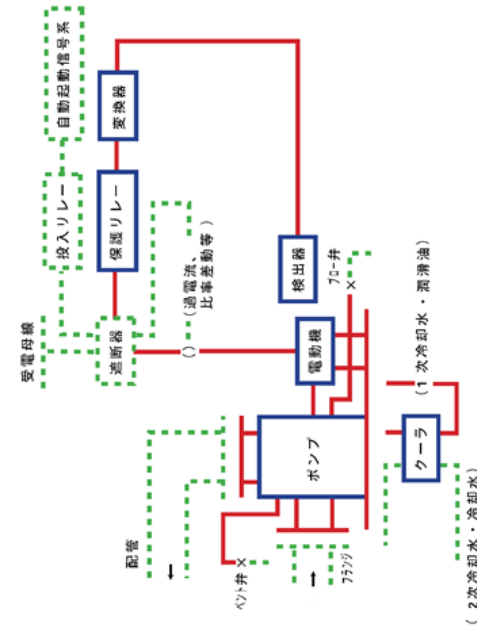 受電母線
投入リレー
自動起動信号系
遮断器
保護リレー
変換器
(過電流、
比率差動等)
( )
検出器
ブロー弁
×
電動機
配管
←
ベント弁 ×
ポンプ
→
フランジ
クーラ
(1 次冷却水・潤滑油)
(2次冷却水・冷却水)